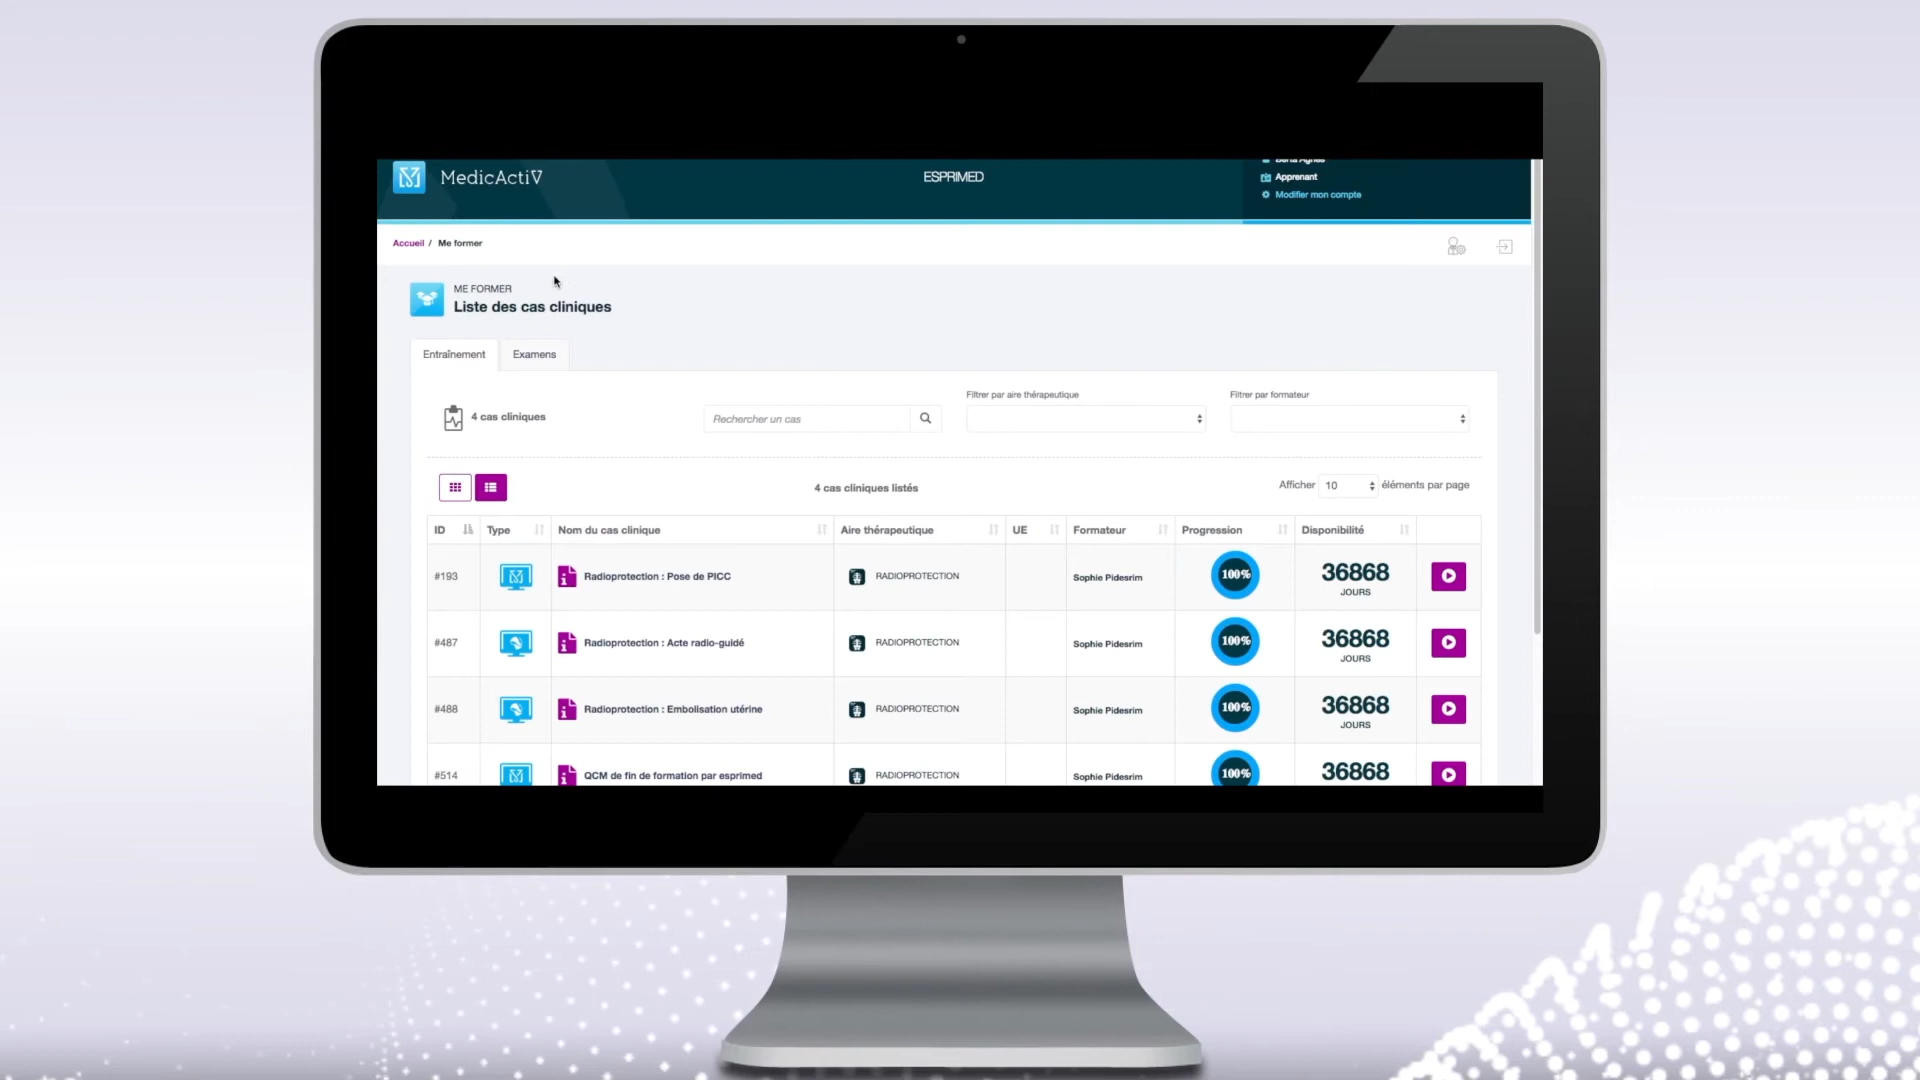 MedicActiV
ESPRIMED
Apprenant
Modifier mon compte
Accueil / Me former
ME FORMER
Liste des cas cliniques
Entraînement Examens
4 cas cliniques
Rechercher un cas
Filtrer par aire thérapeutique
Filtrer par formateur
4 cas cliniques listés
Afficher 10 éléments par page
ID Type Nom du cas clinique Aire thérapeutique UE Formateur Progression Disponibilité
#193 Radioprotection : Pose de PICC RADIOPROTECTION Sophie Pidesrim 100% 36868 JOURS
#487 Radioprotection : Acte radio-guidé RADIOPROTECTION Sophie Pidesrim 100% 36868 JOURS
#488 Radioprotection : Embolisation utérine RADIOPROTECTION Sophie Pidesrim 100% 36868 JOURS
#514 QCM de fin de formation par esprimed RADIOPROTECTION Sophie Pidesrim 100% 36868